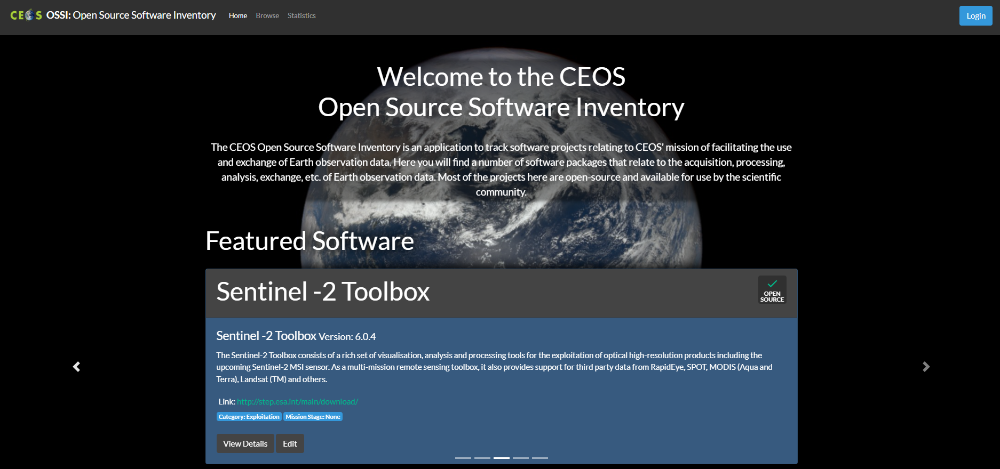 CEOS OSSI: Open Source Software Inventory Home Browse Statistics Login
Welcome to the CEOS
Open Source Software Inventory
The CEOS Open Source Software Inventory is an application to track software projects relating to CEOS' mission of facilitating the use
and exchange of Earth observation data. Here you will find a number of software packages that relate to the acquisition, processing,
analysis, exchange, etc. of Earth observation data. Most of the projects here are open-source and available for use by the scientific
community.
Featured Software
Sentinel -2 Toolbox
OPEN
SOURCE
Sentinel -2 Toolbox Version: 6.0.4
The Sentinel-2 Toolbox consists of a rich set of visualisation, analysis and processing tools for the exploitation of optical high-resolution products including the
upcoming Sentinel-2 MSI sensor. As a multi-mission remote sensing toolbox, it also provides support for third party data from RapidEye, SPOT, MODIS (Aqua and
Terra), Landsat (TM) and others.
Link: http://step.esa.int/main/download/
Category: Exploitation Mission Stage: None
View Details Edit